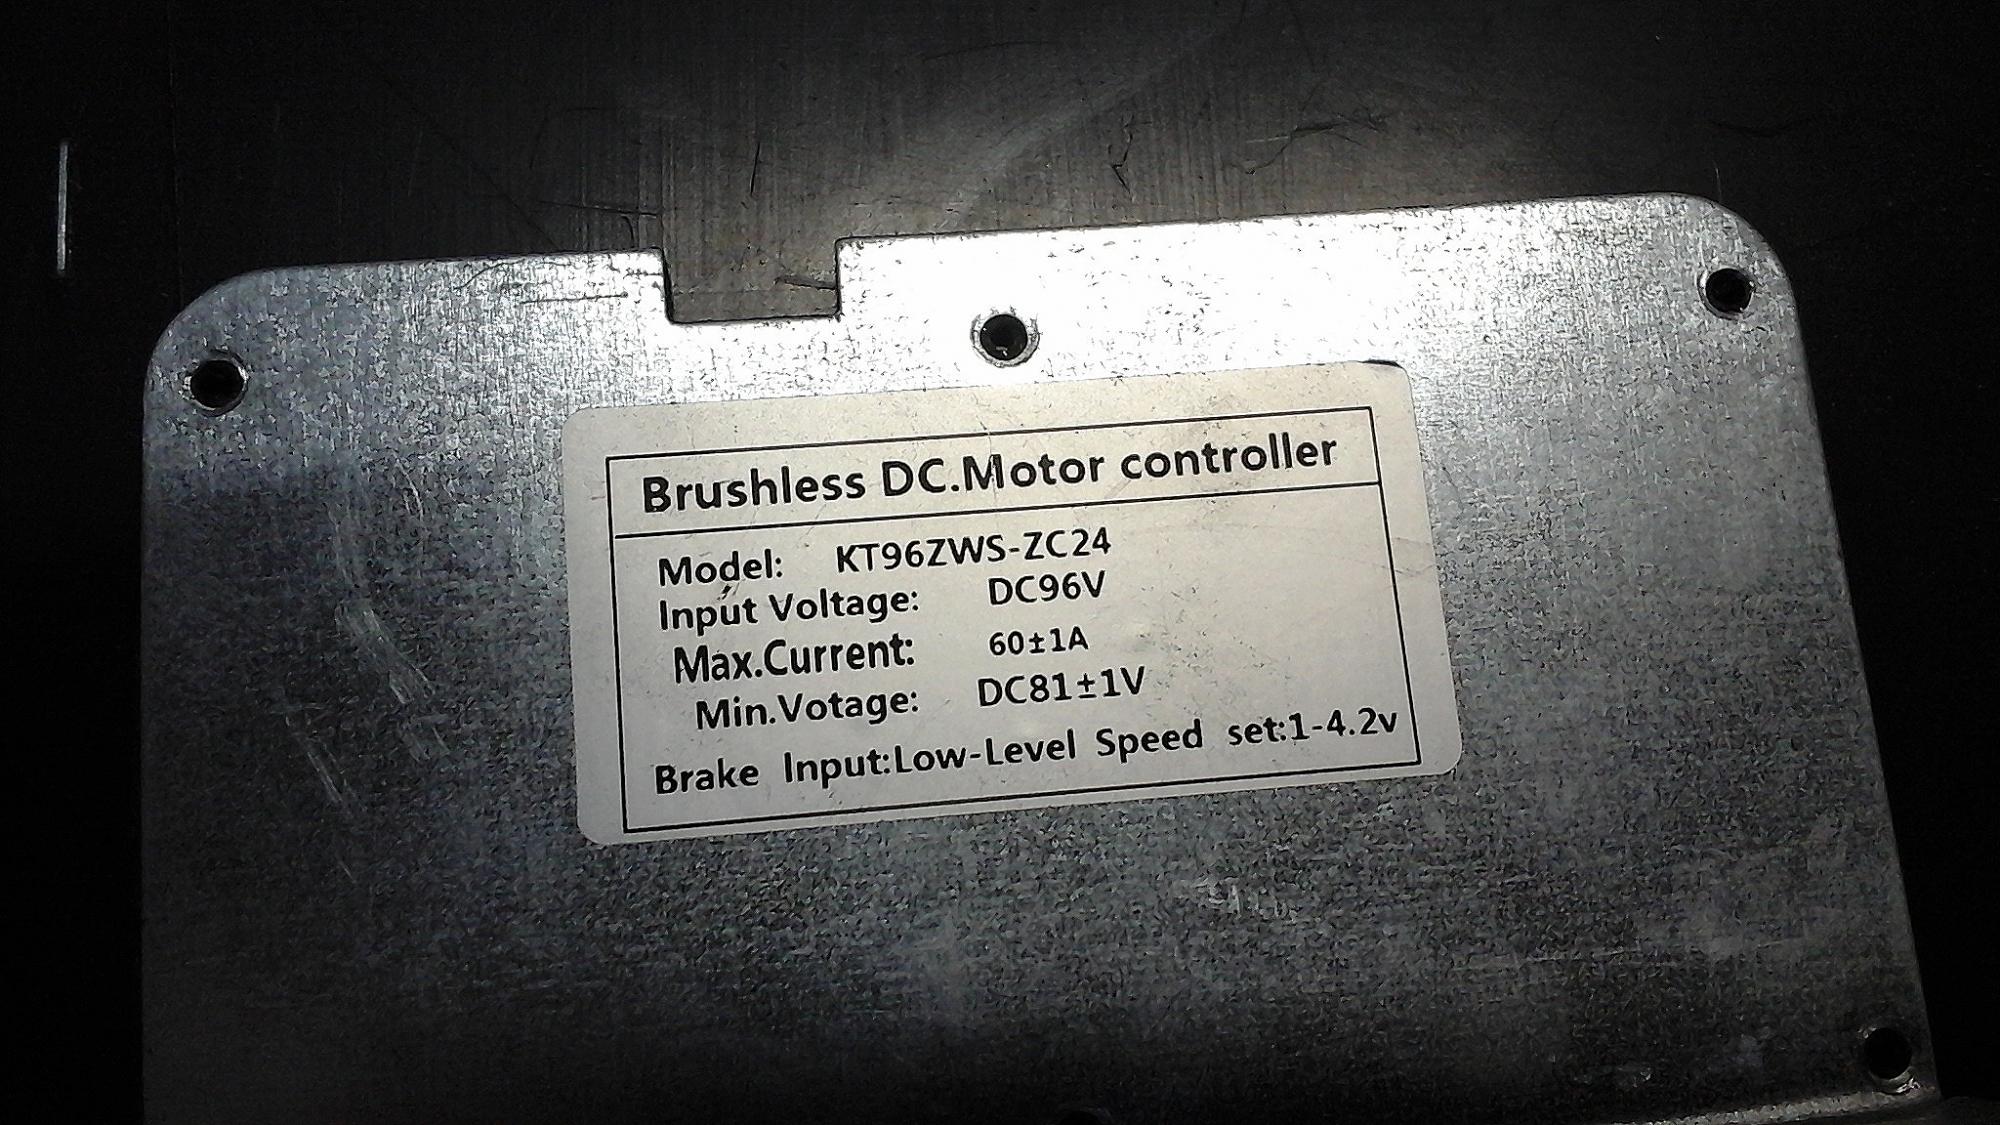 Brushless DC.Motor controller
Model: KT96ZWS-ZC24
Input Voltage: DC96V
Max.Current: 60±1A
Min.Votage: DC81±1V
Brake Input:Low-Level Speed set:1-4.2v